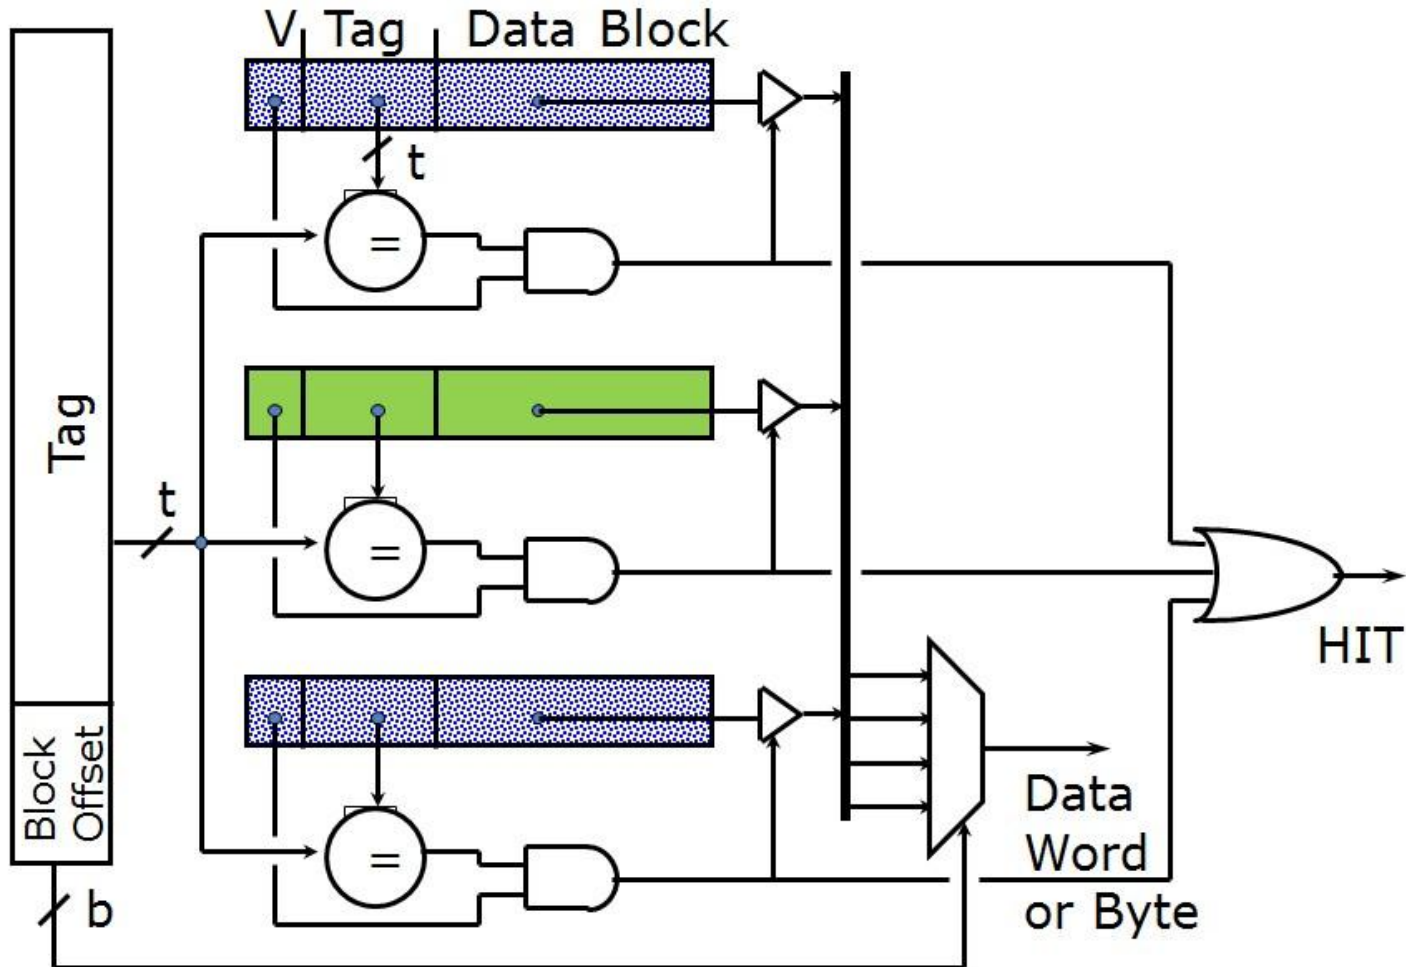 V Tag Data Block
t
=
Tag
t
=
HIT
Block
Offset
=
Data
Word
or Byte
b